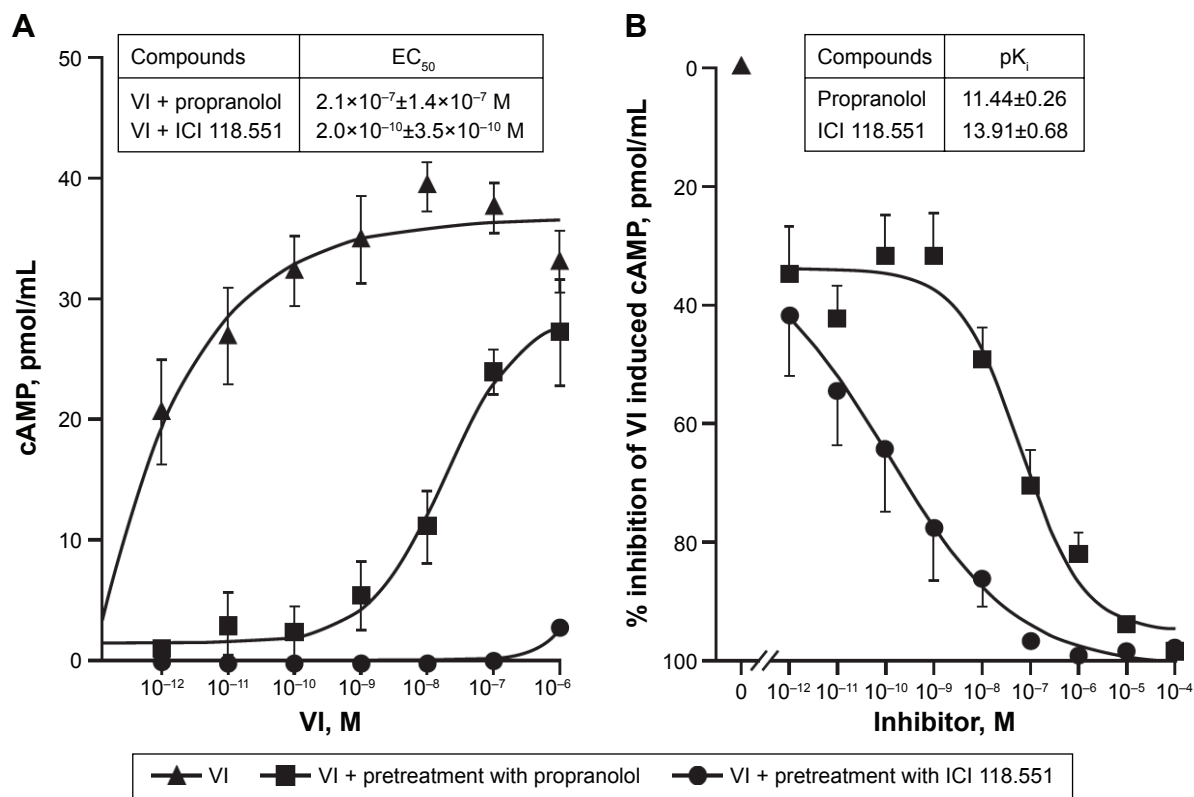 A
Compounds EC50
VI + propranolol 2.1×10–7±1.4×10–7 M
VI + ICI 118.551 2.0×10–10±3.5×10–10 M
50
40
30
20
10
0
cAMP, pmol/mL
10–12 10–11 10–10 10–9 10–8 10–7 10–6
VI, M
B
Compounds pKi
Propranolol 11.44±0.26
ICI 118.551 13.91±0.68
0
20
40
60
80
100
% inhibition of VI induced cAMP, pmol/mL
0 10–12 10–11 10–10 10–9 10–8 10–7 10–6 10–5 10–4
Inhibitor, M
VI VI + pretreatment with propranolol VI + pretreatment with ICI 118.551